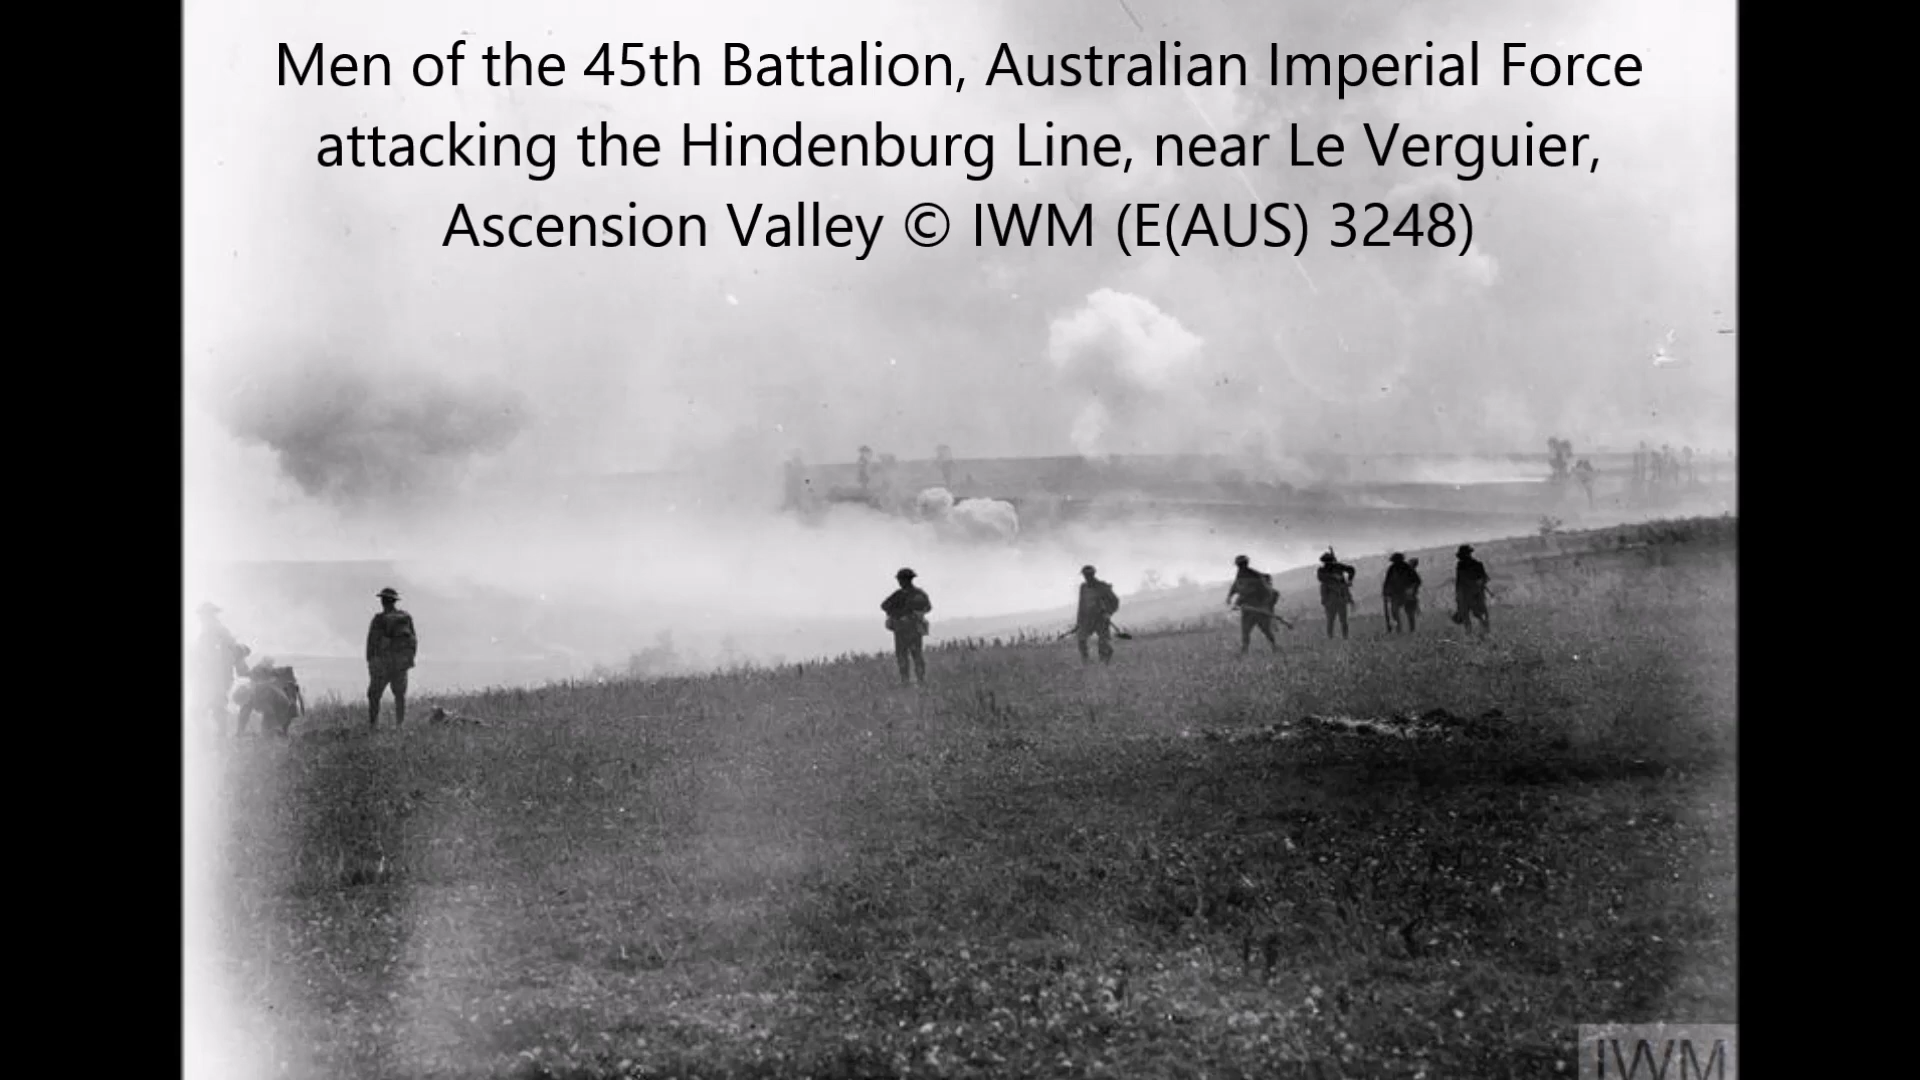 Men of the 45th Battalion, Australian Imperial Force
attacking the Hindenburg Line, near Le Verguier,
Ascension Valley © IWM (E(AUS) 3248)
IWM